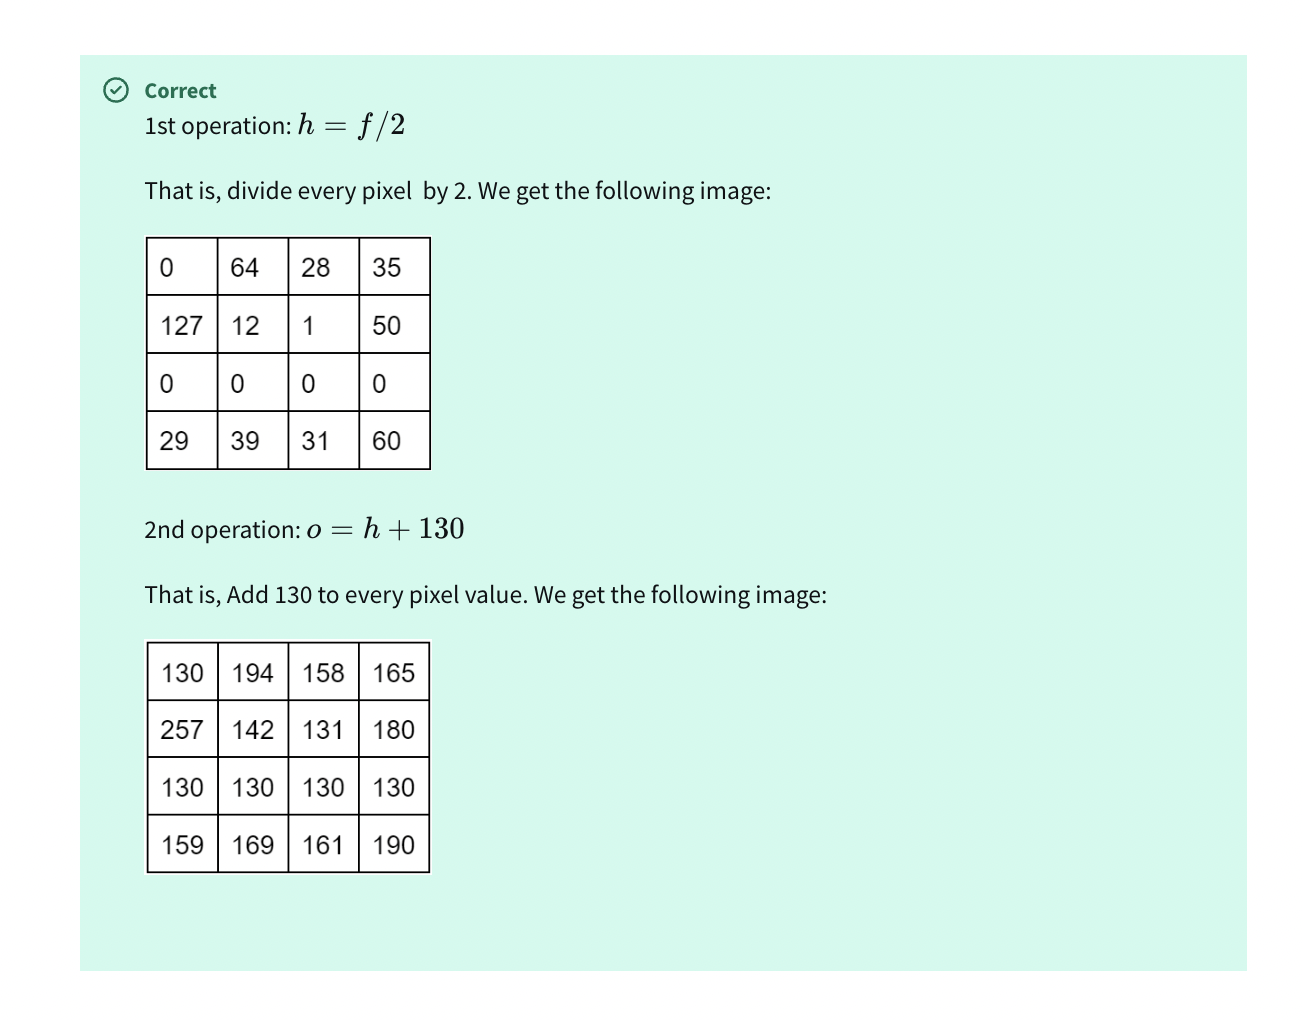 Correct
1st operation: h = f/2
That is, divide every pixel by 2. We get the following image:
0 64 28 35
127 12 1 50
0 0 0 0
29 39 31 60
2nd operation: o = h + 130
That is, Add 130 to every pixel value. We get the following image:
130 194 158 165
257 142 131 180
130 130 130 130
159 169 161 190